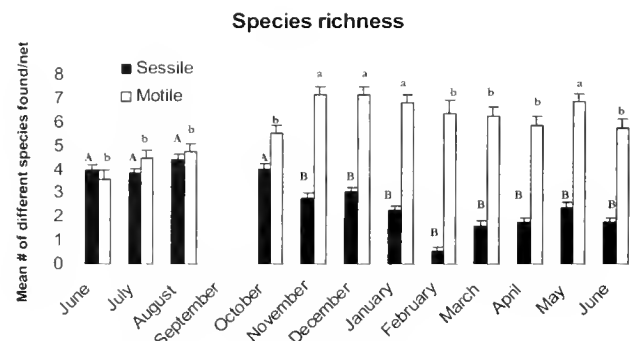 Species richness
Mean # of different species found/net
8
7
6
5
4
3
2
1
0
Sessile
Motile
A b
A b
A b
A b
B a
B a
B a
B b
B b
B b
B a
B b
June
July
August
September
October
November
December
January
February
March
April
May
June